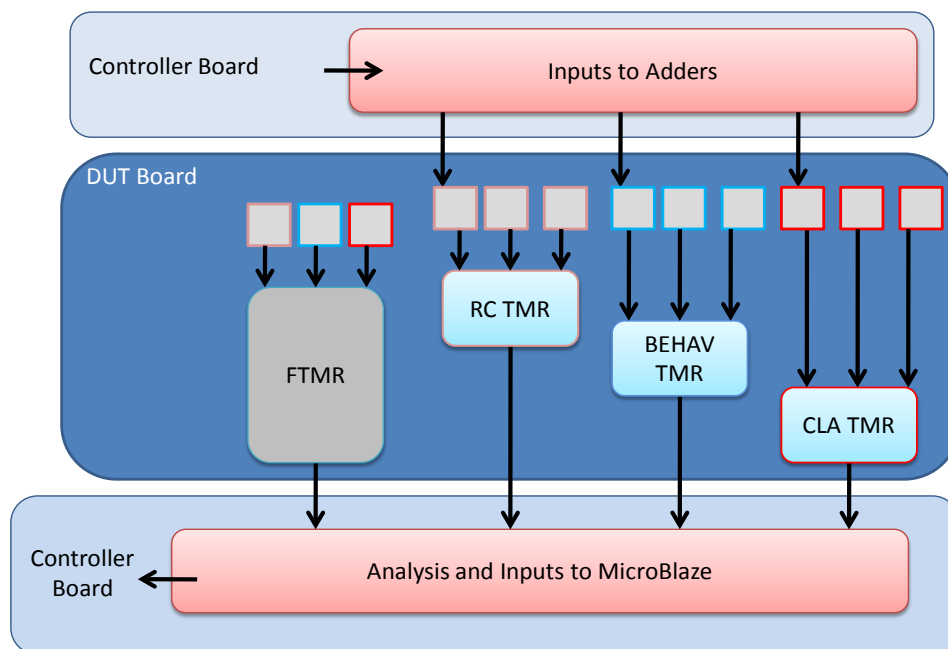 Controller Board
Inputs to Adders
DUT Board
RC TMR
BEHAV
TMR
FTMR
CLA TMR
Controller
Board
Analysis and Inputs to MicroBlaze